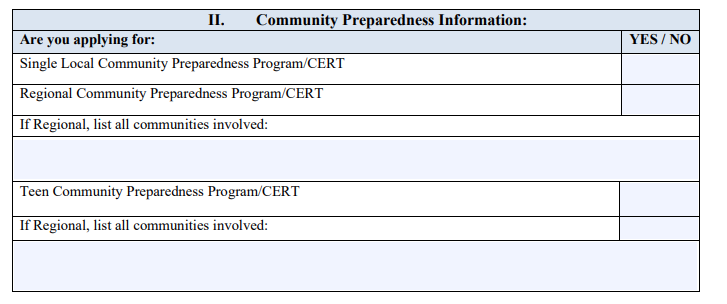 II. Community Preparedness Information:
Are you applying for: YES / NO
Single Local Community Preparedness Program/CERT
Regional Community Preparedness Program/CERT
If Regional, list all communities involved:
Teen Community Preparedness Program/CERT
If Regional, list all communities involved: